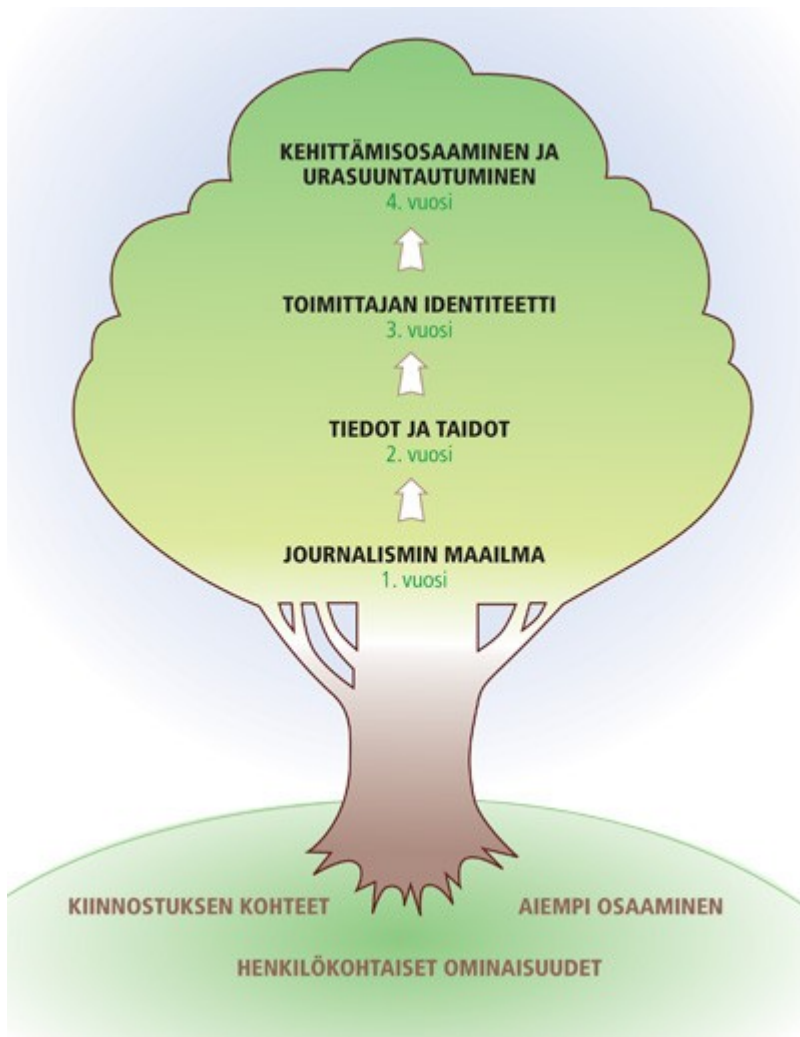 KEHITTÄMISOSAAMINEN JA
URASUUNTAUTUMINEN
4. vuosi
TOIMITTAJAN IDENTITEETTI
3. vuosi
TIEDOT JA TAIDOT
2. vuosi
JOURNALISMIN MAAILMA
1. vuosi
KIINNOSTUKSEN KOHTEET
AIEMPI OSAAMINEN
HENKILÖKOHTAISET OMINAISUUDET